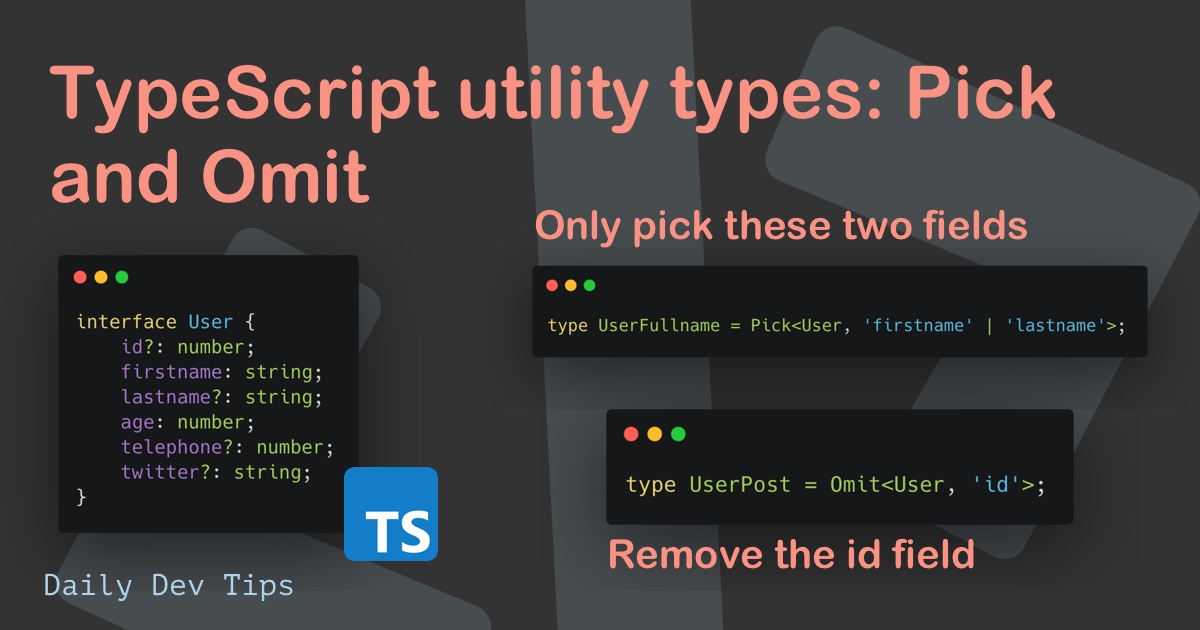 TypeScript utility types: Pick
and Omit
interface User {
    id?: number;
    firstname: string;
    lastname?: string;
    age: number;
    telephone?: number;
    twitter?: string;
}
TS
Daily Dev Tips
Only pick these two fields
type UserFullname = Pick<User, 'firstname' | 'lastname'>;
type UserPost = Omit<User, 'id'>;
Remove the id field